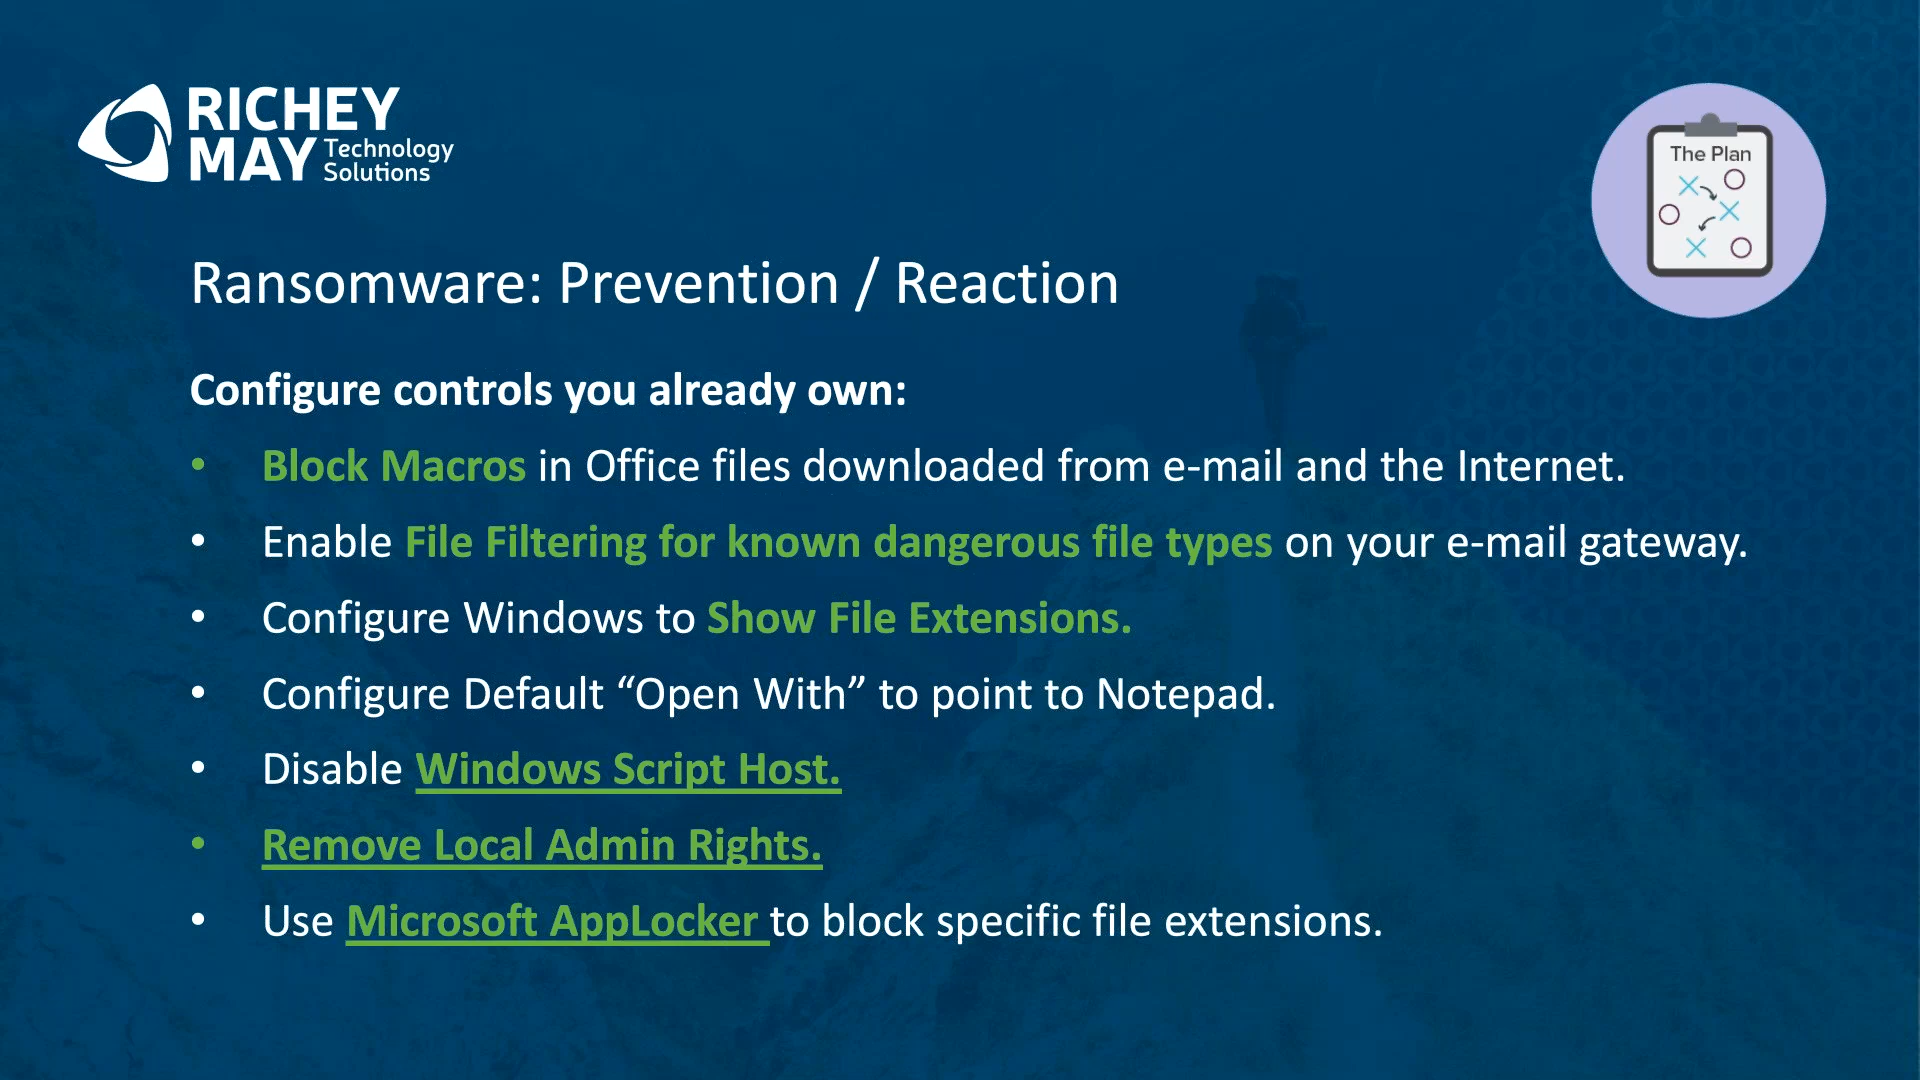 RICHEY
MAY Technology
Solutions
The Plan
Ransomware: Prevention / Reaction
Configure controls you already own:
• Block Macros in Office files downloaded from e-mail and the Internet.
• Enable File Filtering for known dangerous file types on your e-mail gateway.
• Configure Windows to Show File Extensions.
• Configure Default “Open With” to point to Notepad.
• Disable Windows Script Host.
• Remove Local Admin Rights.
• Use Microsoft AppLocker to block specific file extensions.